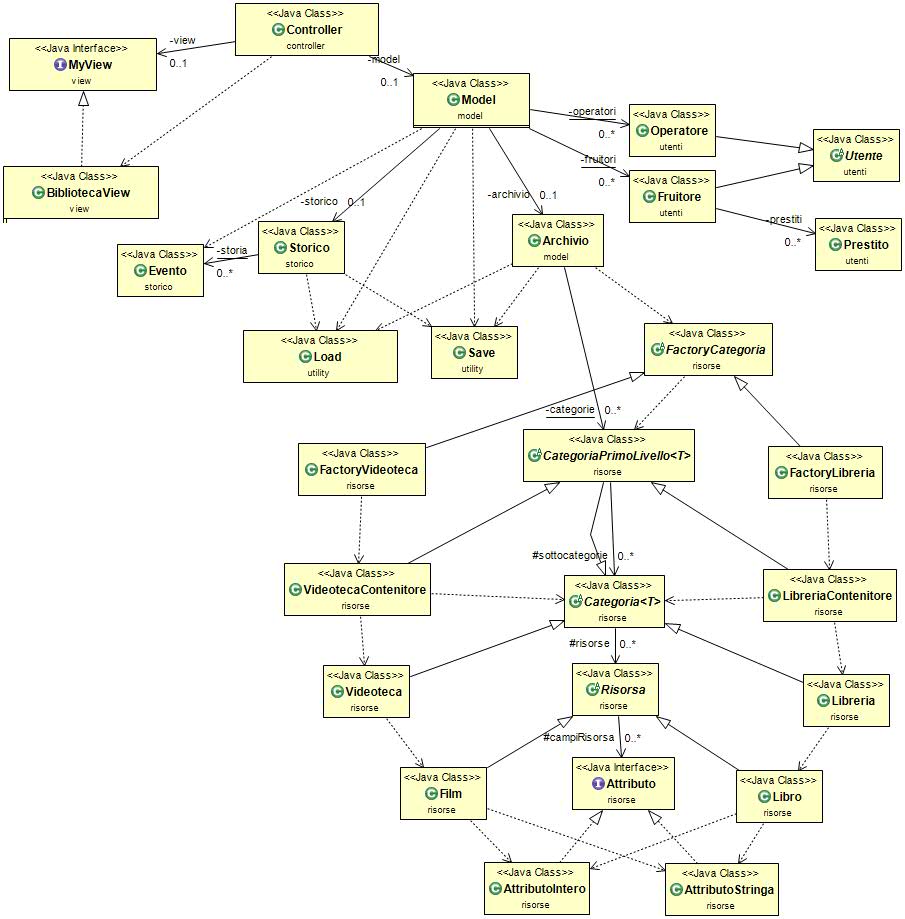 <<Java Class>>
Controller
controller
<<Java Interface>>
MyView
view
-view
0..1
-model
0..1
<<Java Class>>
Model
model
-operatori
0..*
<<Java Class>>
Operatore
utenti
<<Java Class>>
Utente
utenti
-fruitori
0..*
<<Java Class>>
Fruitore
utenti
-prestiti
0..*
<<Java Class>>
Prestito
utenti
<<Java Class>>
BibliotecaView
view
-storico 0..1
-archivio 0..1
<<Java Class>>
Evento
storico
-storia
0..*
<<Java Class>>
Storico
storico
<<Java Class>>
Archivio
model
<<Java Class>>
Load
utility
<<Java Class>>
Save
utility
<<Java Class>>
FactoryCategoria
risorse
-categorie 0..*
<<Java Class>>
FactoryVideoteca
risorse
<<Java Class>>
CategoriaPrimoLivello<T>
risorse
<<Java Class>>
FactoryLibreria
risorse
#sottocategorie 0..*
<<Java Class>>
VideotecaContenitore
risorse
<<Java Class>>
Categoria<T>
risorse
<<Java Class>>
LibreriaContenitore
risorse
#risorse 0..*
<<Java Class>>
Videoteca
risorse
<<Java Class>>
Risorsa
risorse
<<Java Class>>
Libreria
risorse
#campiRisorsa 0..*
<<Java Class>>
Film
risorse
<<Java Interface>>
Attributo
risorse
<<Java Class>>
Libro
risorse
<<Java Class>>
AttributoIntero
risorse
<<Java Class>>
AttributoStringa
risorse